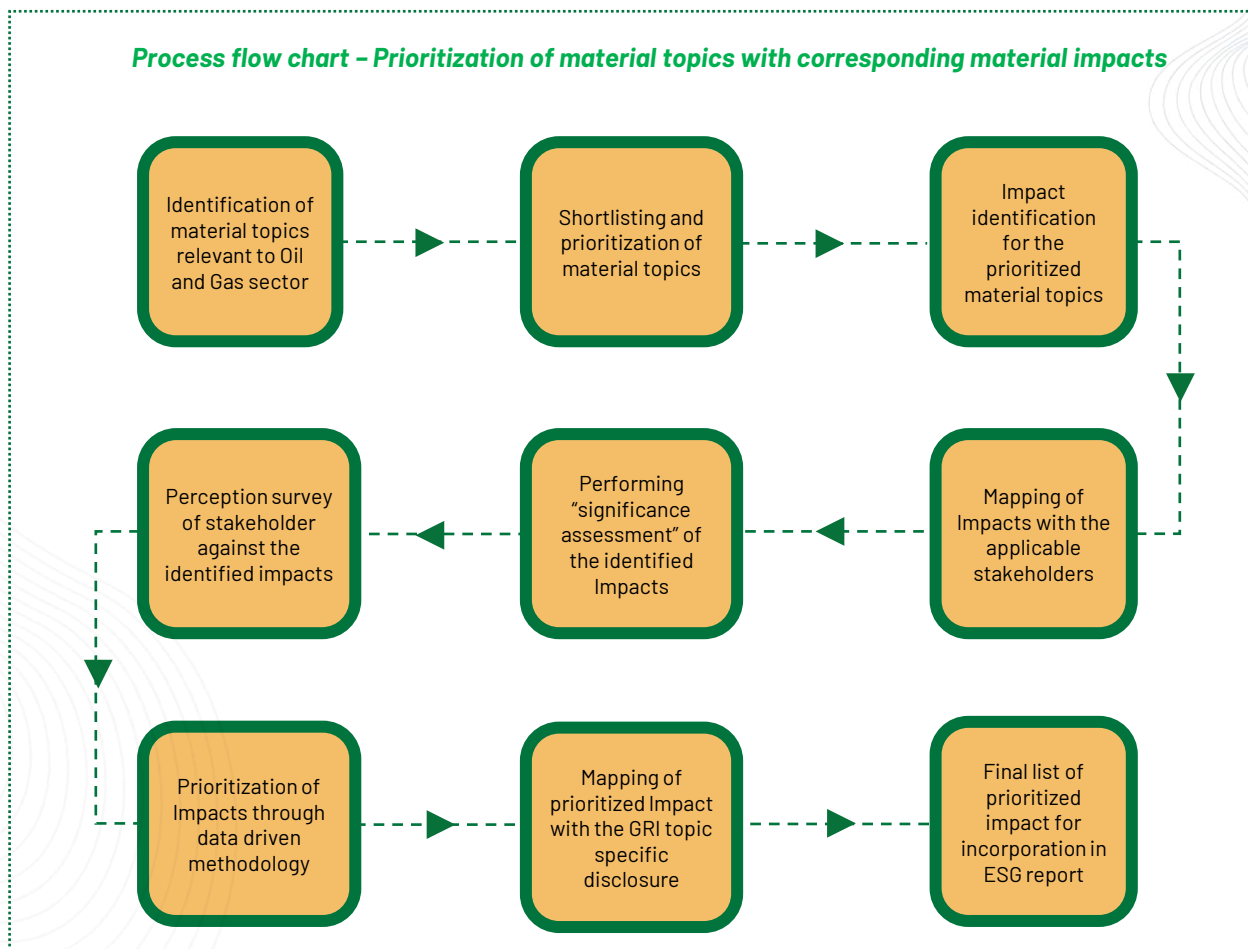 Process flow chart – Prioritization of material topics with corresponding material impacts
Identification of
material topics
relevant to Oil
and Gas sector
Shortlisting and
prioritization of
material topics
Impact
identification
for the
prioritized
material topics
Mapping of
Impacts with the
applicable
stakeholders
Performing
“significance
assessment” of
the identified
Impacts
Perception survey
of stakeholder
against the
identified impacts
Prioritization of
Impacts through
data driven
methodology
Mapping of
prioritized Impact
with the GRI topic
specific
disclosure
Final list of
prioritized
impact for
incorporation in
ESG report